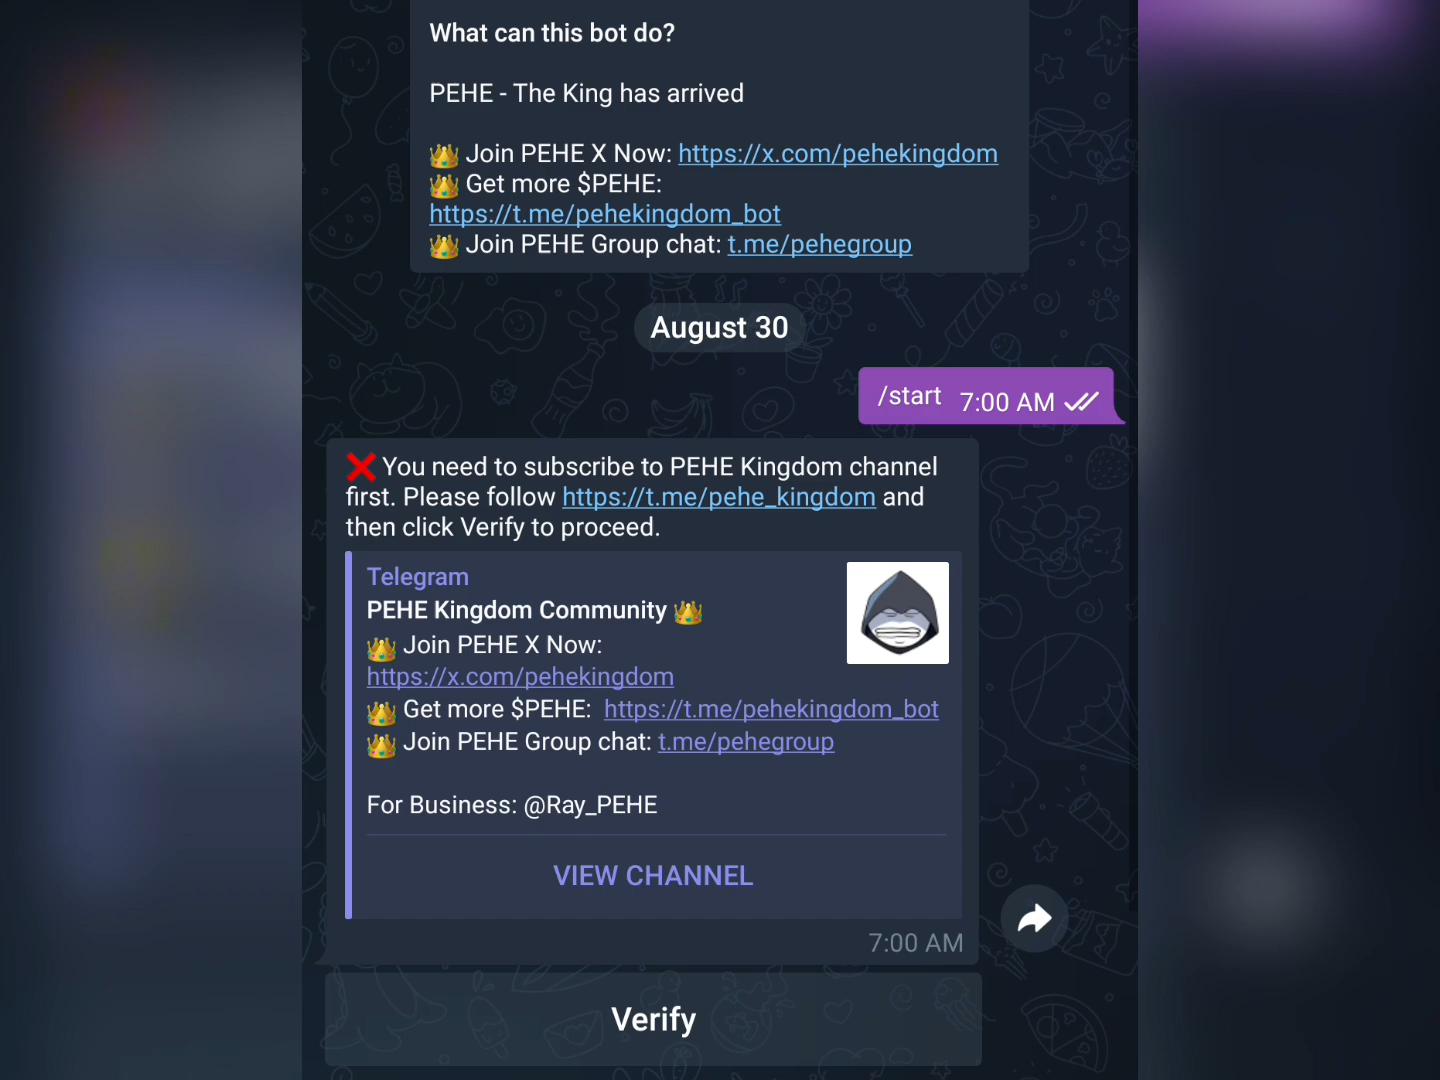 What can this bot do?
PEHE - The King has arrived
👑 Join PEHE X Now: https://x.com/pehekingdom
👑 Get more $PEHE:
https://t.me/pehekingdom_bot
👑 Join PEHE Group chat: t.me/pehegroup
August 30
/start 7:00 AM
❌ You need to subscribe to PEHE Kingdom channel
first. Please follow https://t.me/pehe_kingdom and
then click Verify to proceed.
Telegram
PEHE Kingdom Community 👑
👑 Join PEHE X Now:
https://x.com/pehekingdom
👑 Get more $PEHE: https://t.me/pehekingdom_bot
👑 Join PEHE Group chat: t.me/pehegroup
For Business: @Ray_PEHE
VIEW CHANNEL
7:00 AM
Verify